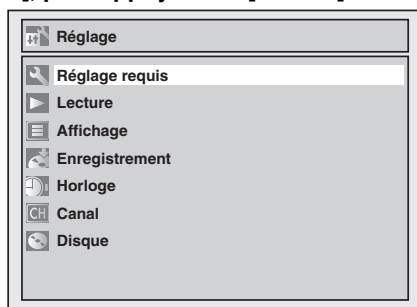 Réglage
Réglage requis
Lecture
Affichage
Enregistrement
Horloge
CH Canal
Disque